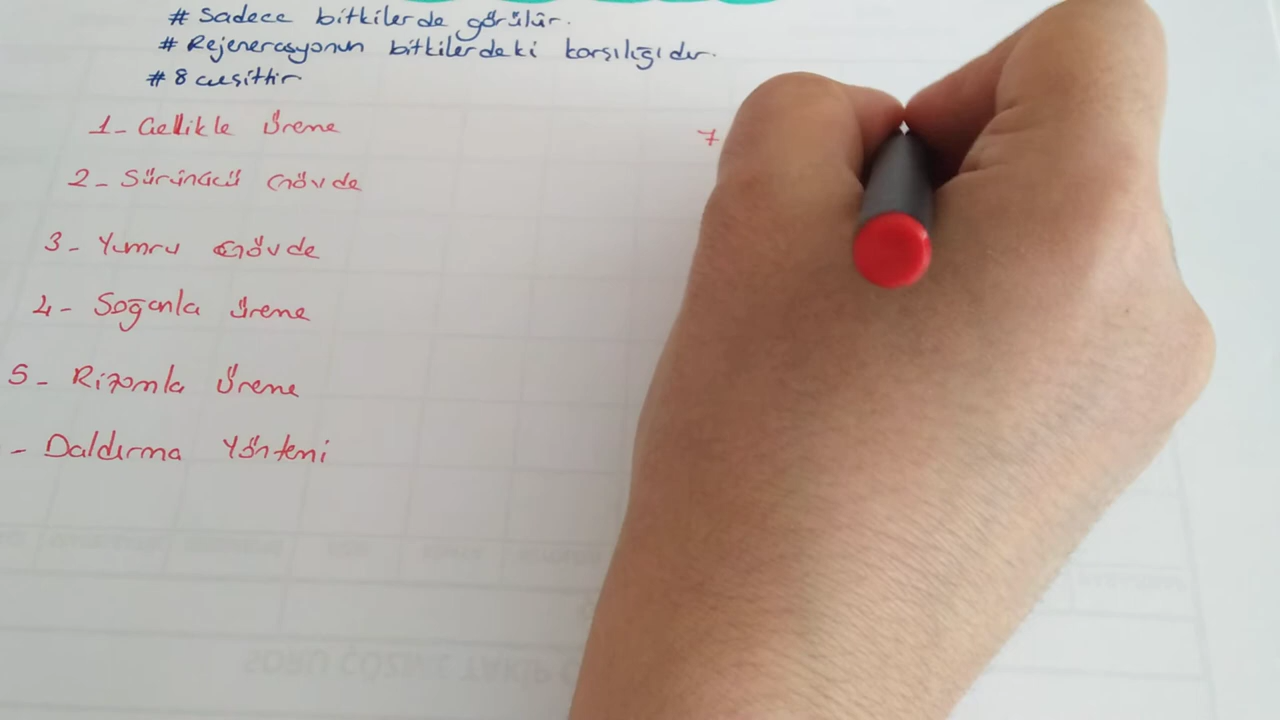 # Sadece bitkilerde görülür.
# Rejenerasyonun bitkilerdeki karşılığıdır.
# 8 çeşittir
1- Çelikle Üreme
2- Sürünücü Gövde
3- Yumru Gövde
4- Soğanla üreme
5- Rizomla Üreme
- Daldırma Yöntemi
7